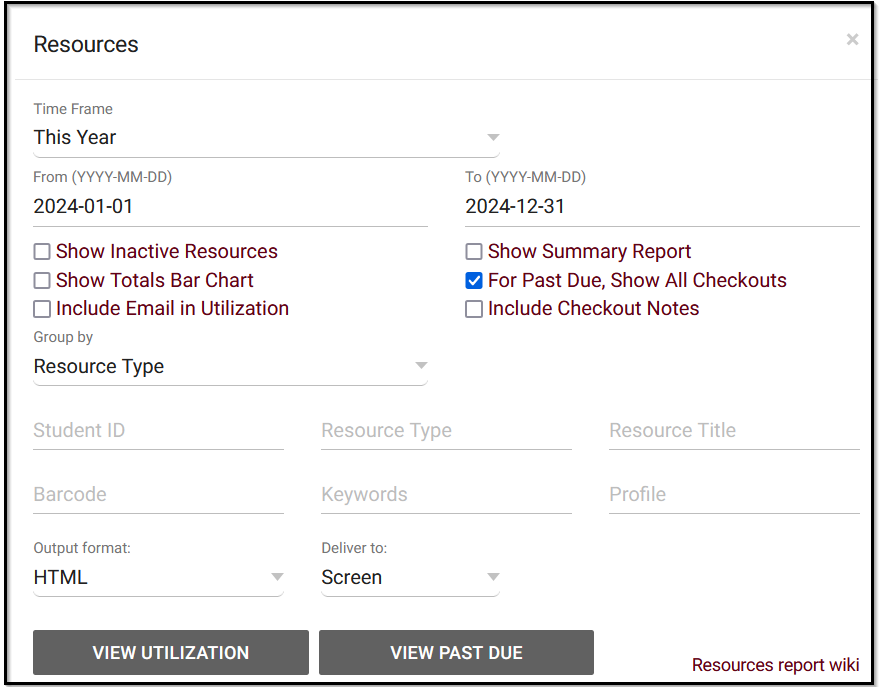 Resources
×
Time Frame
This Year
From (YYYY-MM-DD) To (YYYY-MM-DD)
2024-01-01 2024-12-31
Show Inactive Resources Show Summary Report
Show Totals Bar Chart For Past Due, Show All Checkouts
Include Email in Utilization Include Checkout Notes
Group by
Resource Type
Student ID Resource Type Resource Title
Barcode Keywords Profile
Output format: Deliver to:
HTML Screen
VIEW UTILIZATION VIEW PAST DUE
Resources report wiki